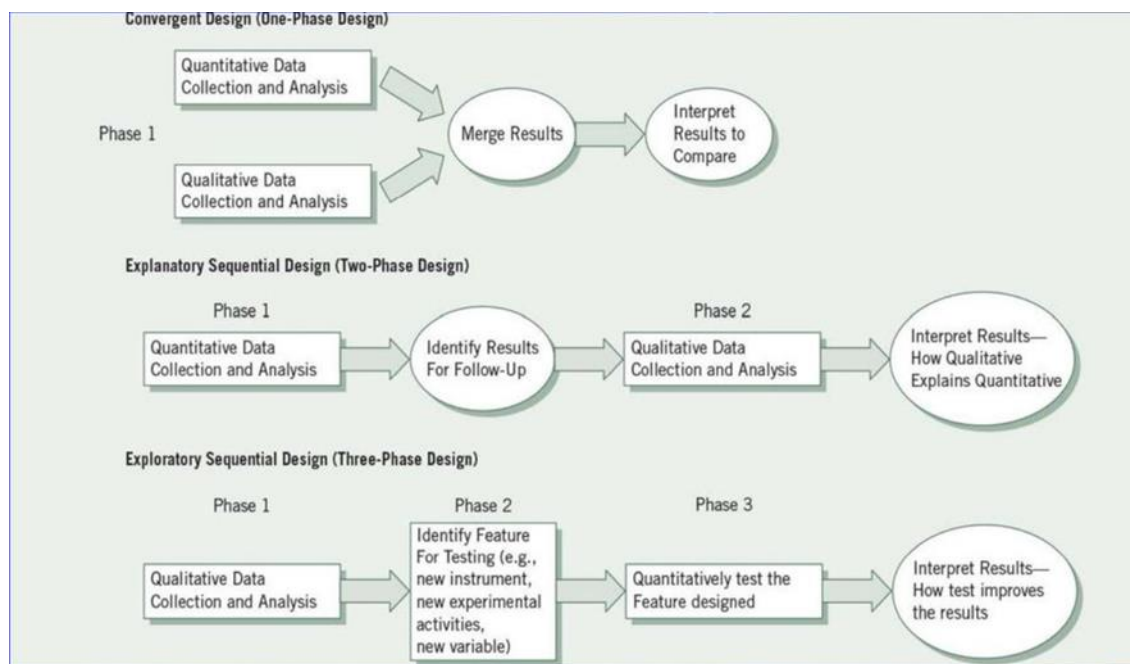 Convergent Design (One-Phase Design)
Quantitative Data
Collection and Analysis
Phase 1
Merge Results
Interpret
Results to
Compare
Qualitative Data
Collection and Analysis
Explanatory Sequential Design (Two-Phase Design)
Phase 1
Phase 2
Quantitative Data
Collection and Analysis
Identify Results
For Follow-Up
Qualitative Data
Collection and Analysis
Interpret Results—
How Qualitative
Explains Quantitative
Exploratory Sequential Design (Three-Phase Design)
Phase 1
Phase 2
Phase 3
Qualitative Data
Collection and Analysis
Identify Feature
For Testing (e.g.,
new instrument,
new experimental
activities,
new variable)
Quantitatively test the
Feature designed
Interpret Results—
How test improves
the results